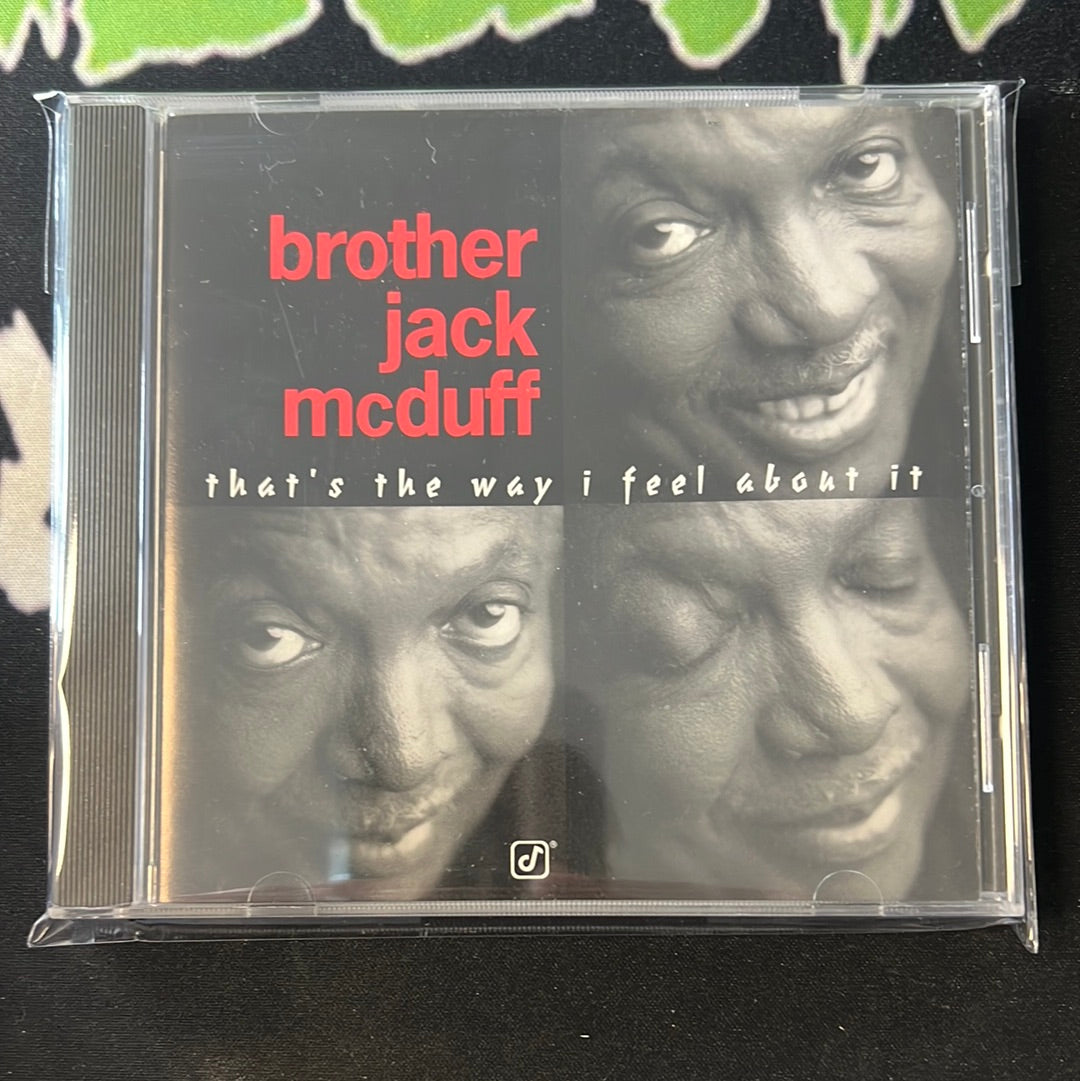 brother
jack
mcduff
that's the way i feel about it
®